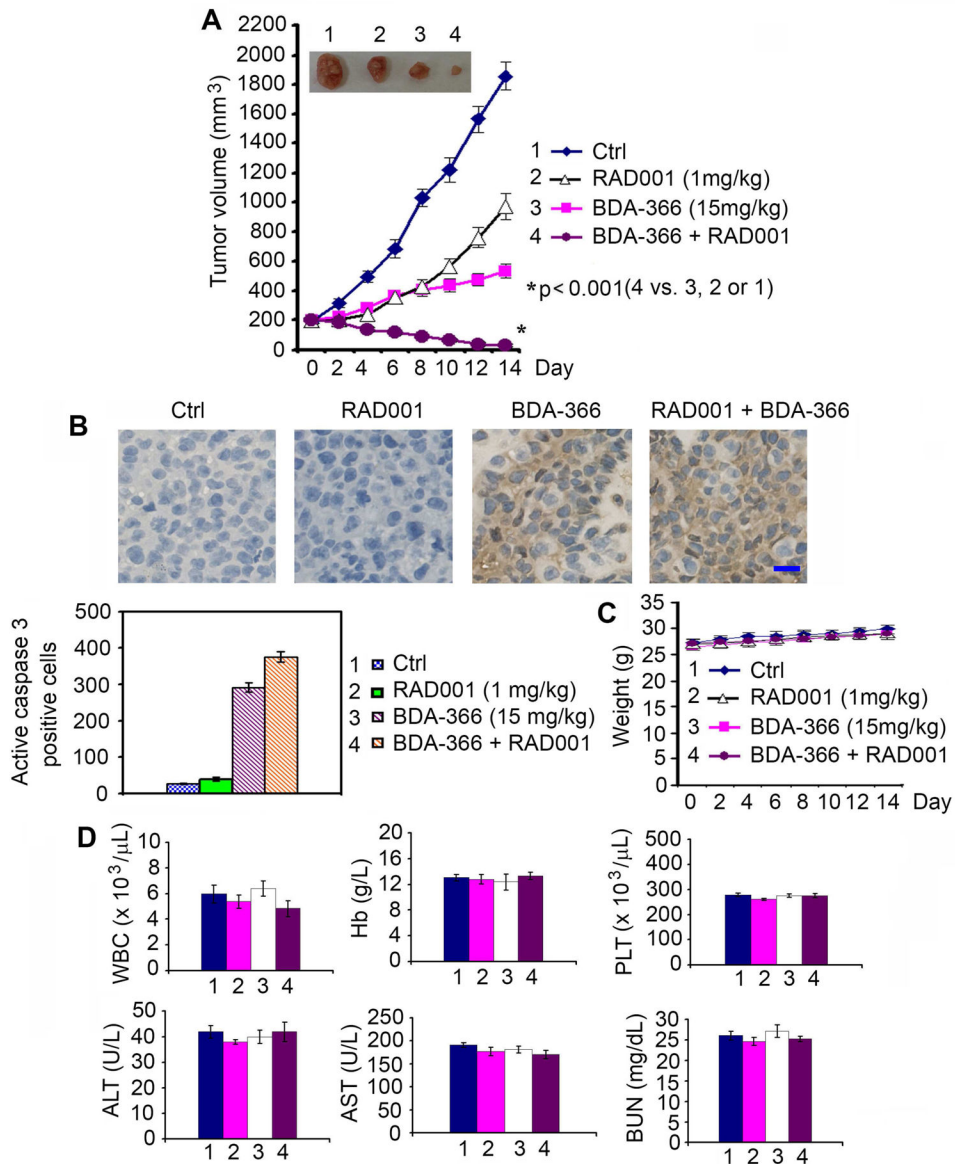 A
Tumor volume (mm3)
2200
2000
1800
1600
1400
1200
1000
800
600
400
200
0
1 2 3 4
1 Ctrl
2 RAD001 (1mg/kg)
3 BDA-366 (15mg/kg)
4 BDA-366 + RAD001
*p<0.001(4 vs. 3, 2 or 1)
*
0 2 4 6 8 10 12 14 Day
B
Ctrl RAD001 BDA-366 RAD001 + BDA-366
Active caspase 3
positive cells
500
400
300
200
100
0
1 Ctrl
2 RAD001 (1 mg/kg)
3 BDA-366 (15 mg/kg)
4 BDA-366 + RAD001
C
Weight (g)
35
30
25
20
15
10
5
0
1 Ctrl
2 RAD001 (1mg/kg)
3 BDA-366 (15mg/kg)
4 BDA-366 + RAD001
0 2 4 6 8 10 12 14 Day
D
WBC (x 10³/µL)
10
8
6
4
2
0
1 2 3 4
Hb (g/L)
20
16
12
8
4
0
1 2 3 4
PLT (x 10³/µL)
500
400
300
200
100
0
1 2 3 4
ALT (U/L)
50
40
30
20
10
0
1 2 3 4
AST (U/L)
250
200
150
100
50
0
1 2 3 4
BUN (mg/dL)
35
30
25
20
15
10
5
0
1 2 3 4